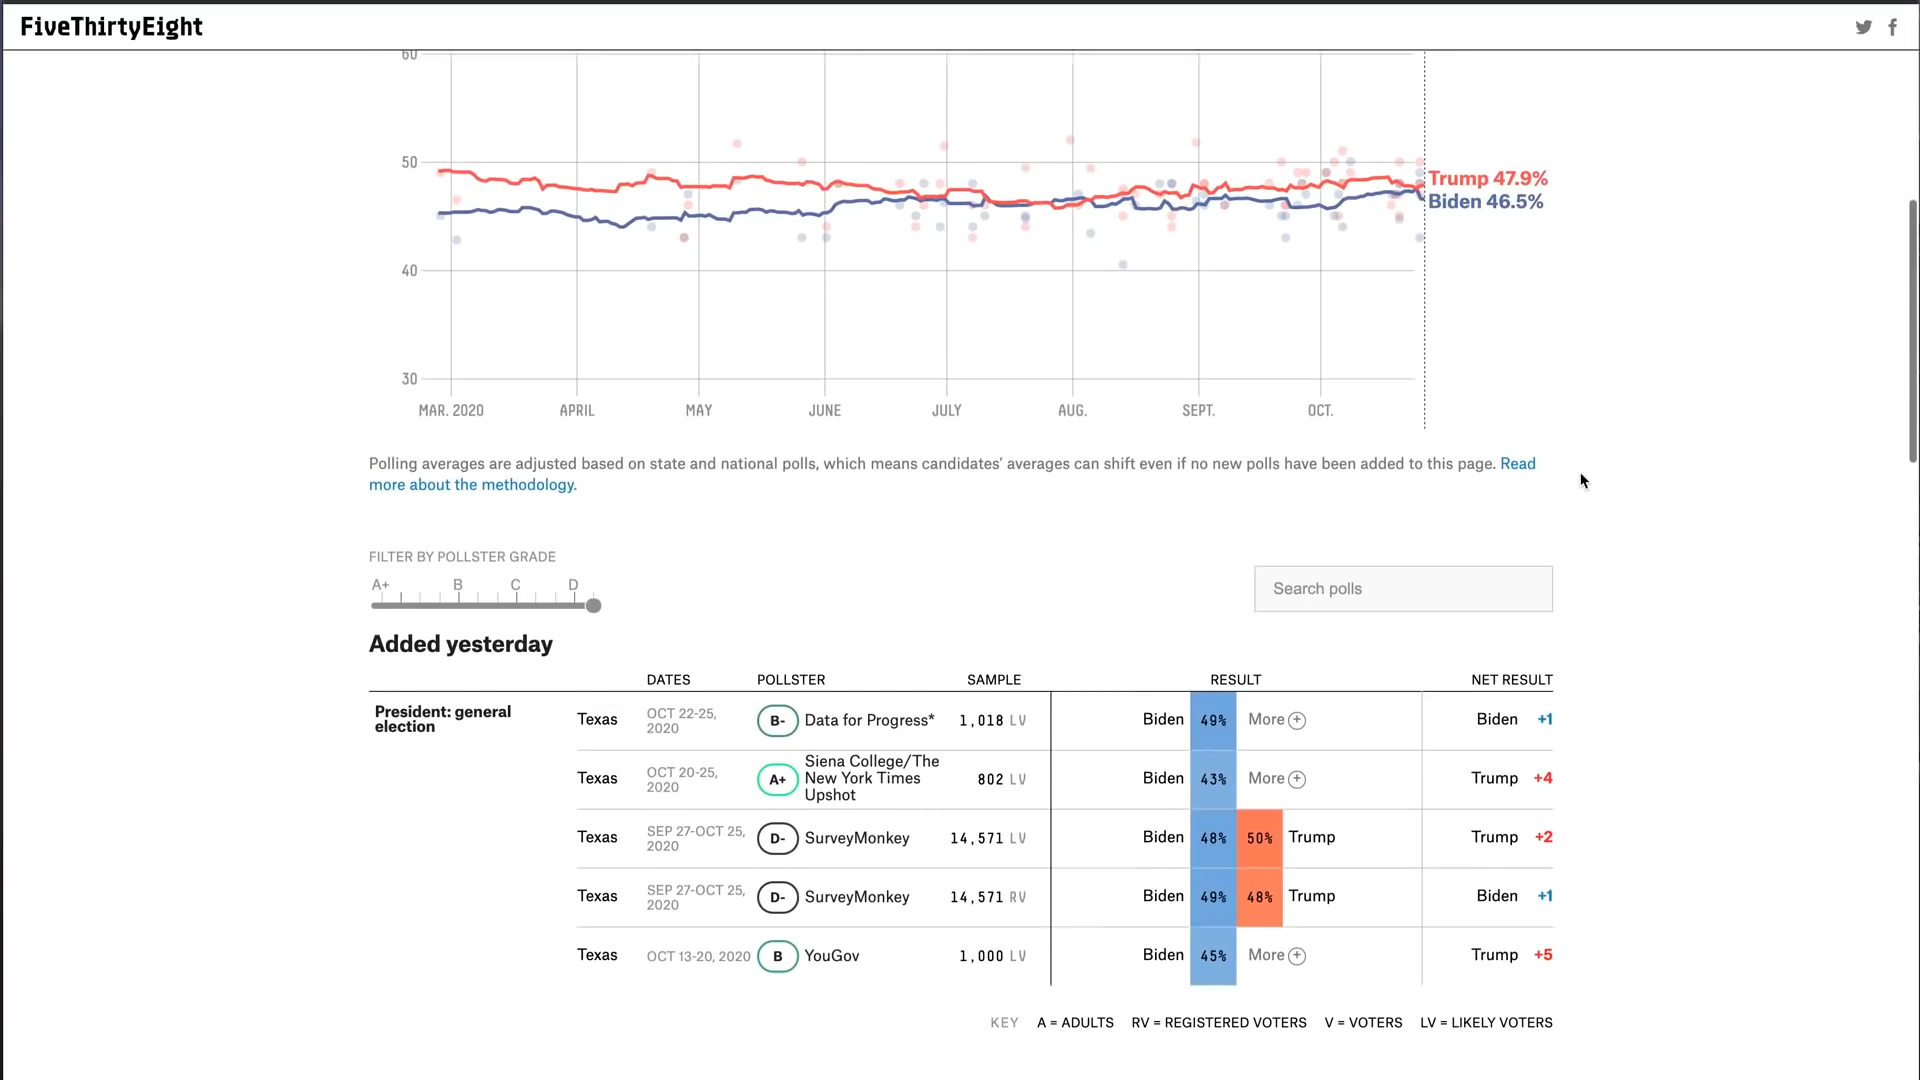 FiveThirtyEight
60
50
Trump 47.9%
Biden 46.5%
40
30
MAR. 2020 APRIL MAY JUNE JULY AUG. SEPT. OCT.
Polling averages are adjusted based on state and national polls, which means candidates’ averages can shift even if no new polls have been added to this page. Read
more about the methodology.
FILTER BY POLLSTER GRADE
A+ B C D
Search polls
Added yesterday
DATES POLLSTER SAMPLE RESULT NET RESULT
President: general
election
Texas OCT 22-25,
2020 B- Data for Progress* 1,018 LV Biden 49% More + Biden +1
Texas OCT 20-25,
2020 A+ Siena College/The
New York Times
Upshot 802 LV Biden 43% More + Trump +4
Texas SEP 27-OCT 25,
2020 D- SurveyMonkey 14,571 LV Biden 48% 50% Trump Trump +2
Texas SEP 27-OCT 25,
2020 D- SurveyMonkey 14,571 RV Biden 49% 48% Trump Biden +1
Texas OCT 13-20, 2020 B YouGov 1,000 LV Biden 45% More + Trump +5
KEY A = ADULTS RV = REGISTERED VOTERS V = VOTERS LV = LIKELY VOTERS